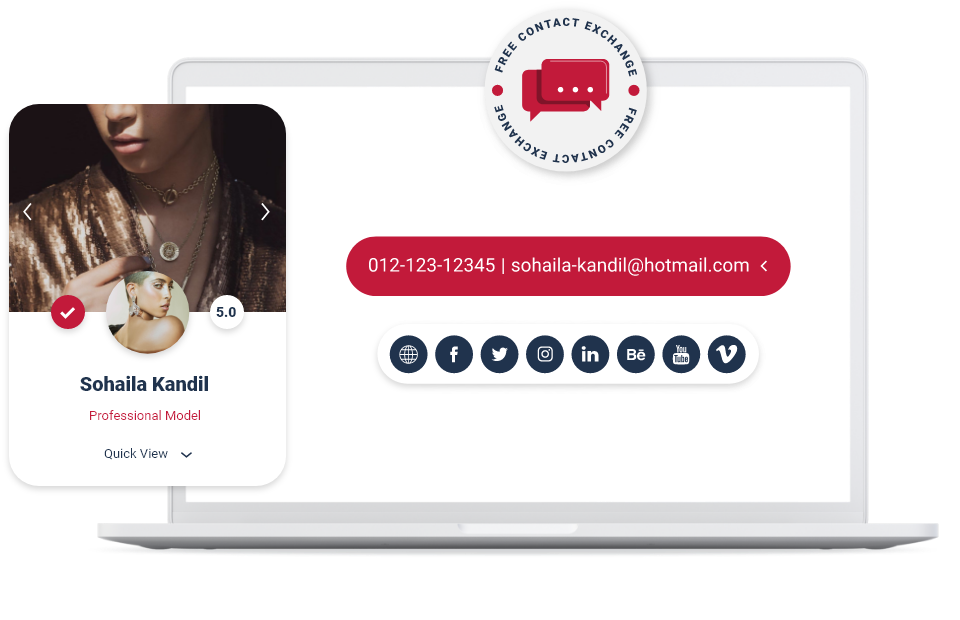 FREE CONTACT EXCHANGE
FREE CONTACT EXCHANGE
012-123-12345 | sohaila-kandil@hotmail.com
5.0
Sohaila Kandil
Professional Model
Quick View
f
in
Bē
You
Tube